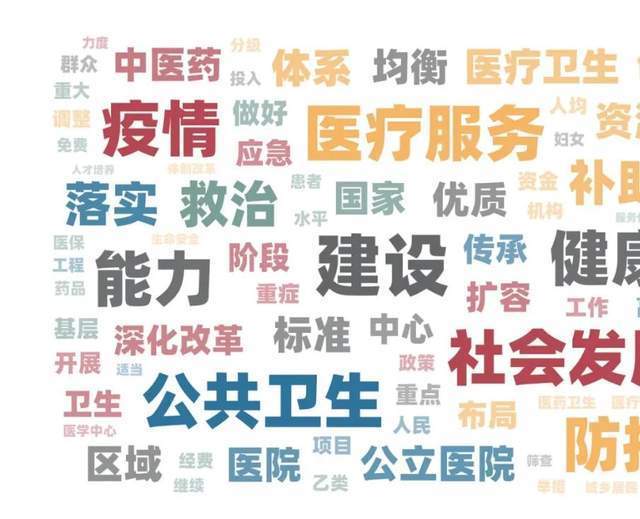 力度
分级
群众
中医药
投入
体系
均衡
医疗卫生
重大
调整
疫情
做好
医疗服务
人均
资
免费
应急
妇女
人才培养
体制改革
患者
资金
补助
落实
救治
水平
国家
优质
机构
医保
生命安全
工程
药品
能力
阶段
重症
建设
传承
扩容
健康
工作
基层
深化改革
标准
中心
开展
适当
政策
社会发展
卫生
公共卫生
重点
医学中心
人民
布局
医药卫生
医疗
防
区域
经费
继续
医院
项目
乙类
公立医院
筛查
举措
城乡居民